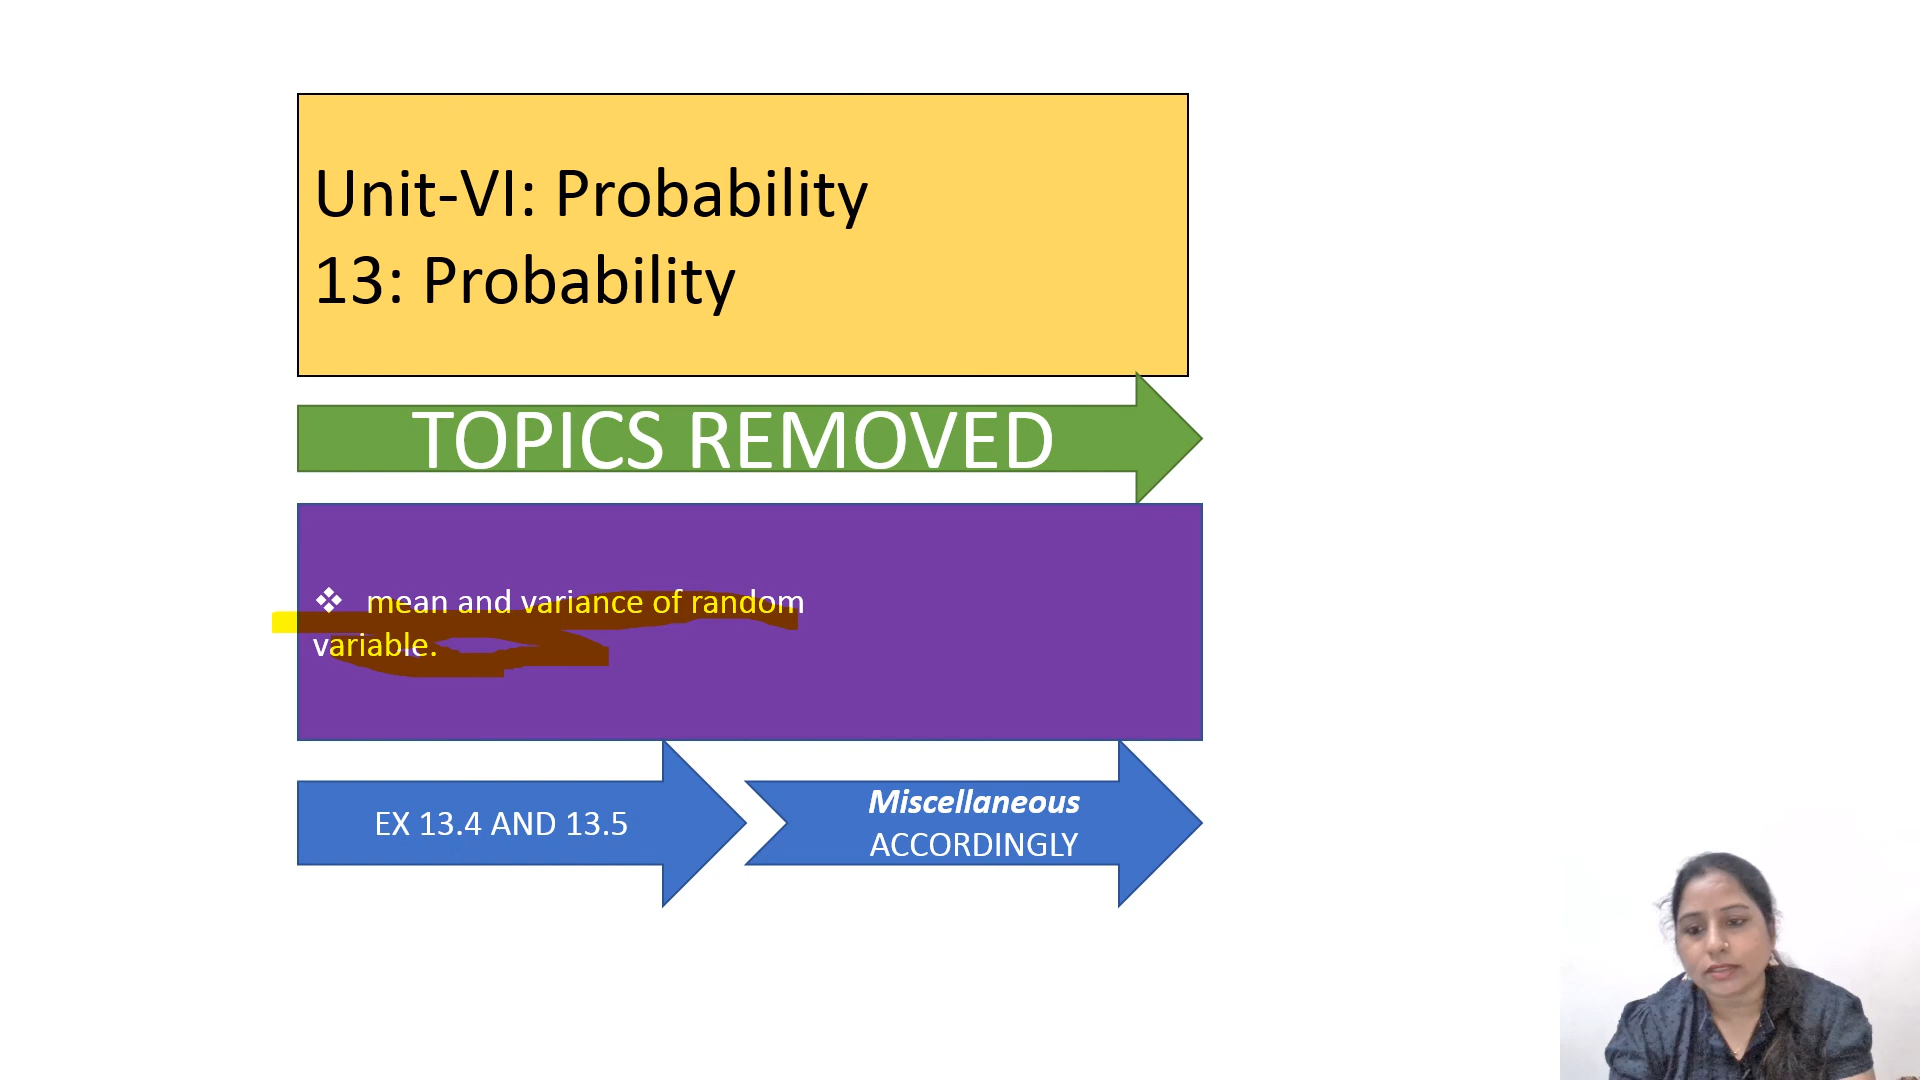 Unit-VI: Probability
13: Probability
TOPICS REMOVED
❖ mean and variance of random
variable.
EX 13.4 AND 13.5
Miscellaneous
ACCORDINGLY